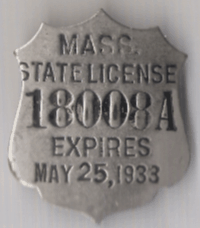 MASS.
STATE LICENSE
18008A
EXPIRES
MAY 25, 1933